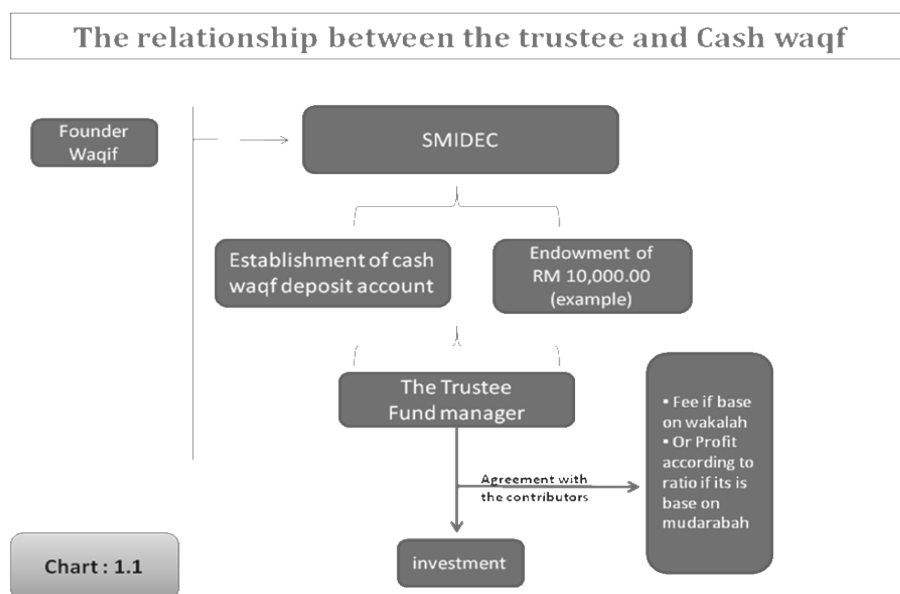 The relationship between the trustee and Cash waqf
Founder
Waqif
SMIDEC
Establishment of cash
waqf deposit account
Endowment of
RM 10,000.00
(example)
The Trustee
Fund manager
Agreement with
the contributors
• Fee if base
on wakalah
• Or Profit
according to
ratio if its is
base on
mudarabah
investment
Chart : 1.1